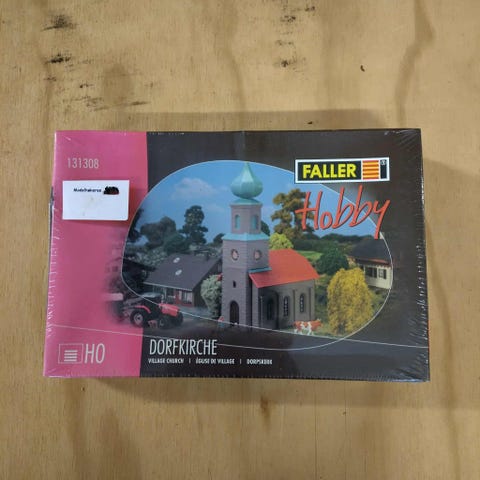 131308
FALLER
Hobby
H0
DORFKIRCHE
VILLAGE CHURCH | ÉGLISE DE VILLAGE | DORPSKERK